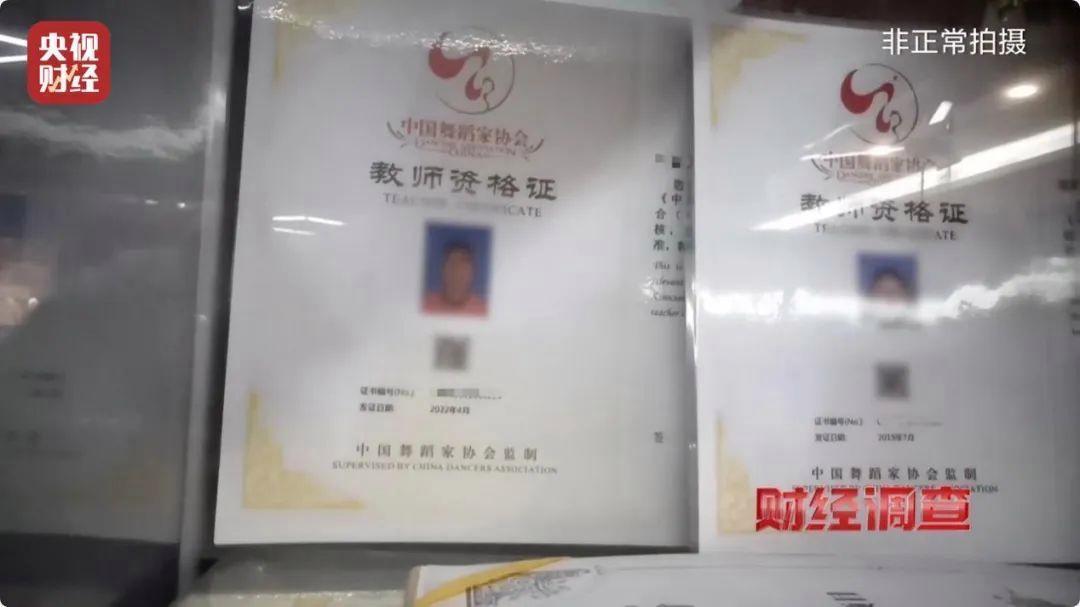 央视
财经
非正常拍摄
中国舞蹈家协会
教师资格证
证书编号(No.)
发证日期: 2022年4月
中国舞蹈家协会监制
SUPERVISED BY CHINA DANCERS ASSOCIATION
中国舞蹈家协会
教师资格证
证书编号(No.)
发证日期: 2015年7月
中国舞蹈家协会监制
财经调查